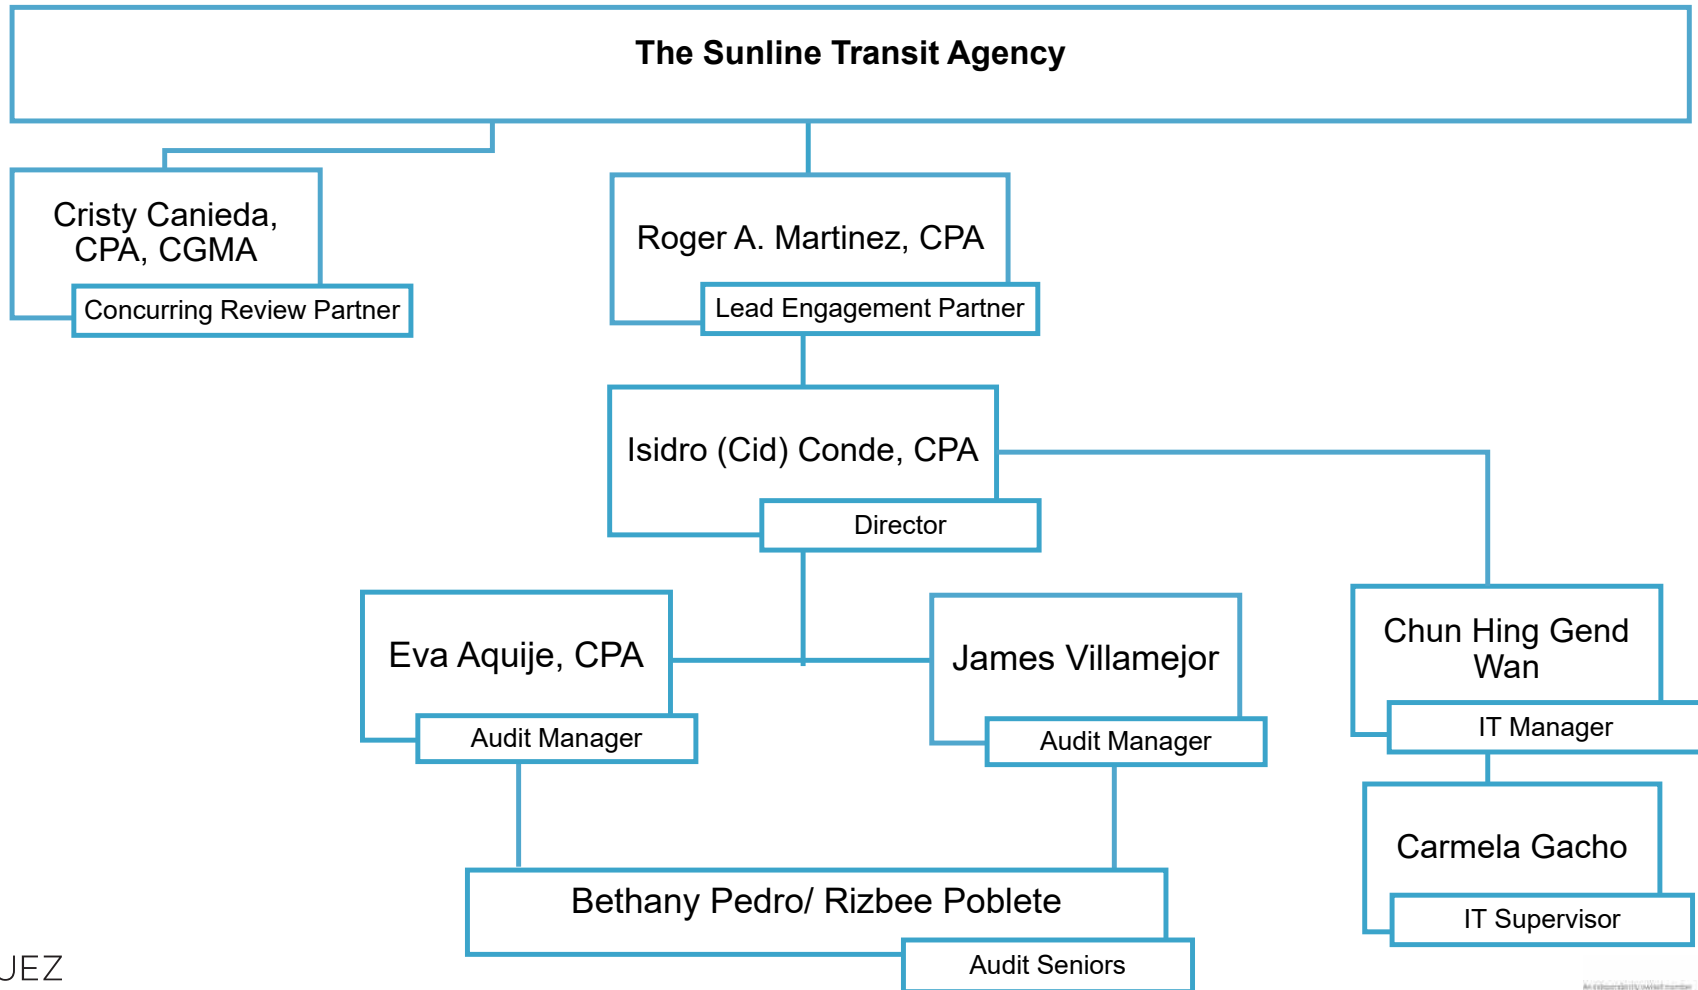 The Sunline Transit Agency
Cristy Canieda,
CPA, CGMA
Concurring Review Partner
Roger A. Martinez, CPA
Lead Engagement Partner
Isidro (Cid) Conde, CPA
Director
Eva Aquije, CPA
Audit Manager
James Villamejor
Audit Manager
Chun Hing Gend
Wan
IT Manager
Carmela Gacho
IT Supervisor
Bethany Pedro/ Rizbee Poblete
Audit Seniors
UEZ